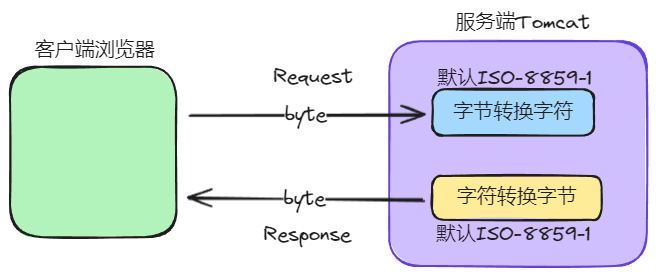 服务端Tomcat
客户端浏览器
Request
默认ISO-8859-1
byte
字节转换字符
byte
字符转换字节
Response
默认ISO-8859-1